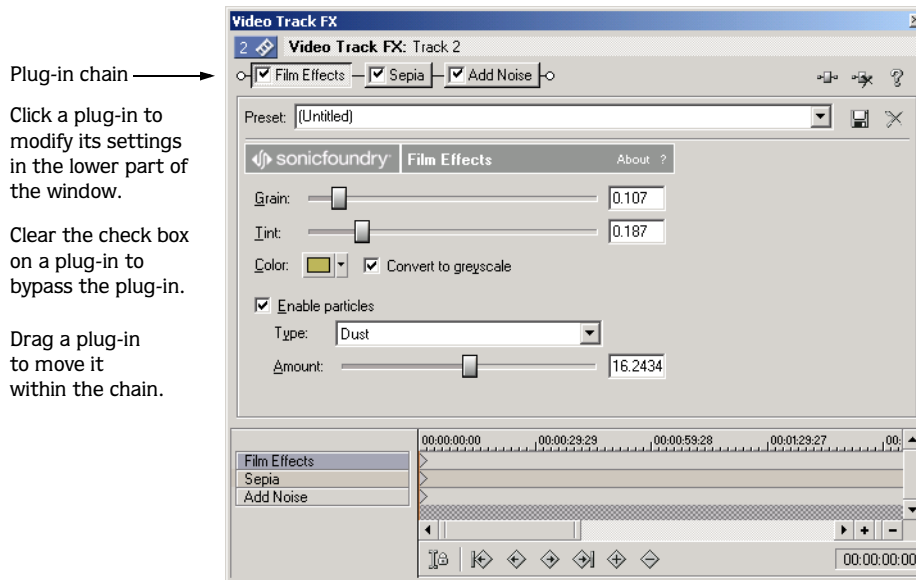 Video Track FX
2 Video Track FX: Track 2
Plug-in chain
Film Effects Sepia Add Noise
Click a plug-in to
modify its settings
in the lower part of
the window.
Clear the check box
on a plug-in to
bypass the plug-in.
Drag a plug-in
to move it
within the chain.
Preset: (Untitled)
sonicfoundry Film Effects About ?
Grain: 0.107
Tint: 0.187
Color: Convert to greyscale
Enable particles
Type: Dust
Amount: 16.2434
00:00:00:00 00:00:29:29 00:00:59:28 00:01:29:27 00:
Film Effects
Sepia
Add Noise
00:00:00:00